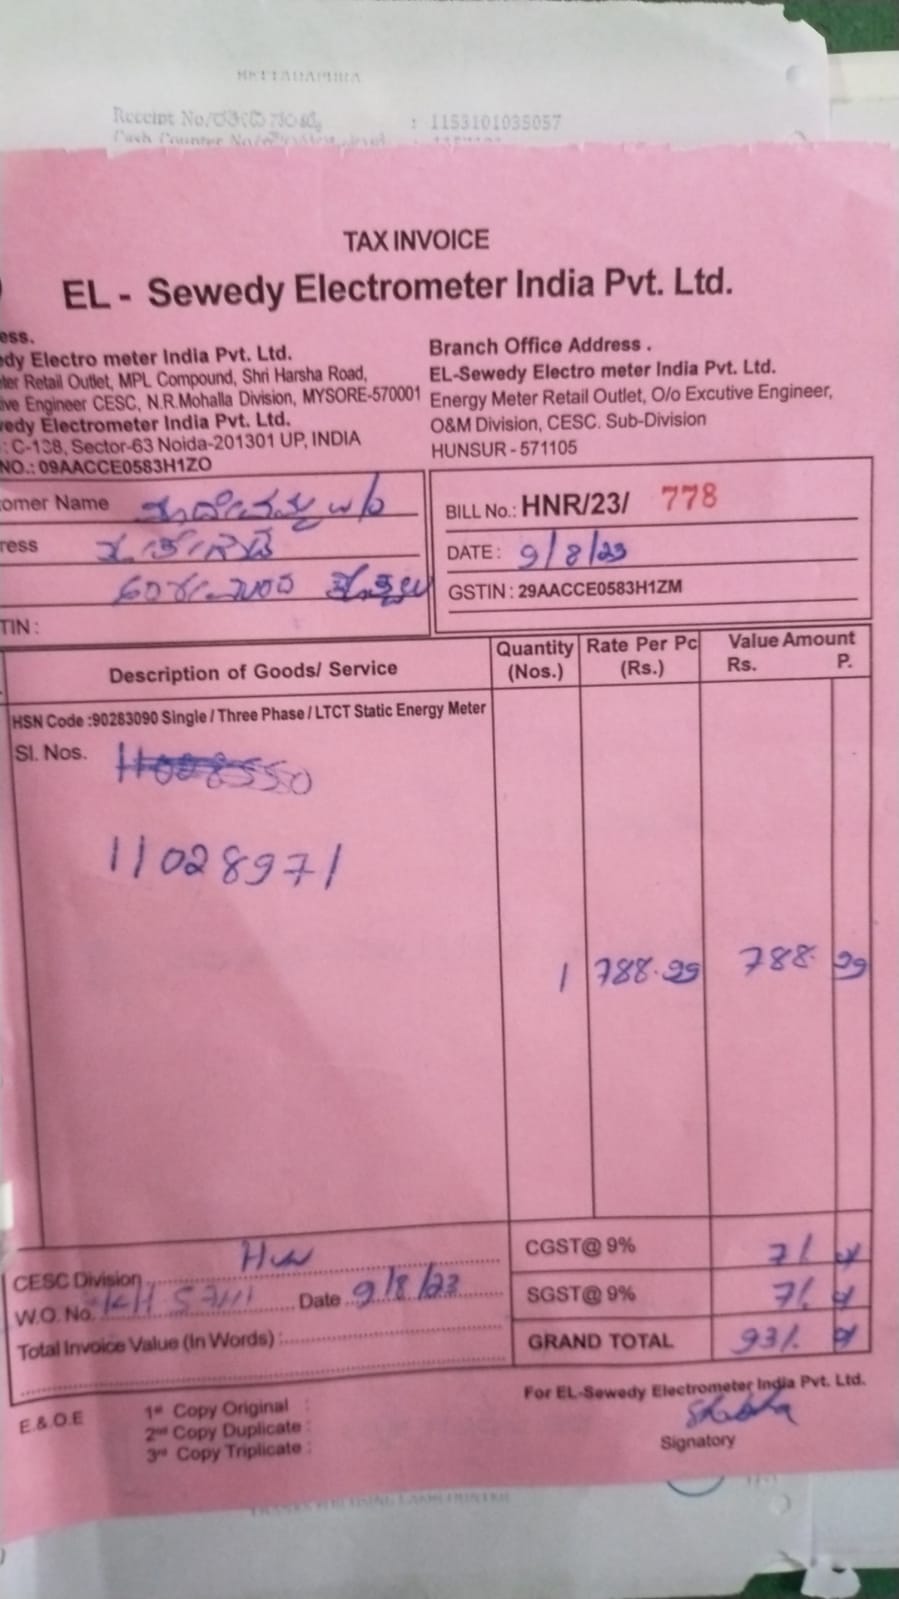 Receipt No/
: 1153101035057
TAX INVOICE
EL - Sewedy Electrometer India Pvt. Ltd.
ess.
edy Electro meter India Pvt. Ltd.
ter Retail Outlet, MPL Compound, Shri Harsha Road,
ive Engineer CESC, N.R.Mohalla Division, MYSORE-570001
edy Electrometer India Pvt. Ltd.
: C-138, Sector-63 Noida-201301 UP, INDIA
NO.: 09AACCE0583H1ZO
Branch Office Address .
EL-Sewedy Electro meter India Pvt. Ltd.
Energy Meter Retail Outlet, O/o Excutive Engineer,
O&M Division, CESC. Sub-Division
HUNSUR - 571105
omer Name
ress
TIN :
BILL No.: HNR/23/ 778
DATE : 9/8/23
GSTIN : 29AACCE0583H1ZM
Description of Goods/ Service
Quantity (Nos.)
Rate Per Pc (Rs.)
Value Amount Rs. P.
HSN Code :90283090 Single / Three Phase / LTCT Static Energy Meter
Sl. Nos.
11028971
1 788.99 788. 99
CESC Division
W.O. No. Date 9/8/23
Total Invoice Value (In Words) :
CGST@ 9% 71
SGST@ 9% 71
GRAND TOTAL 931
E.& O.E
1st Copy Original :
2nd Copy Duplicate :
3rd Copy Triplicate :
For EL-Sewedy Electrometer India Pvt. Ltd.
Signatory